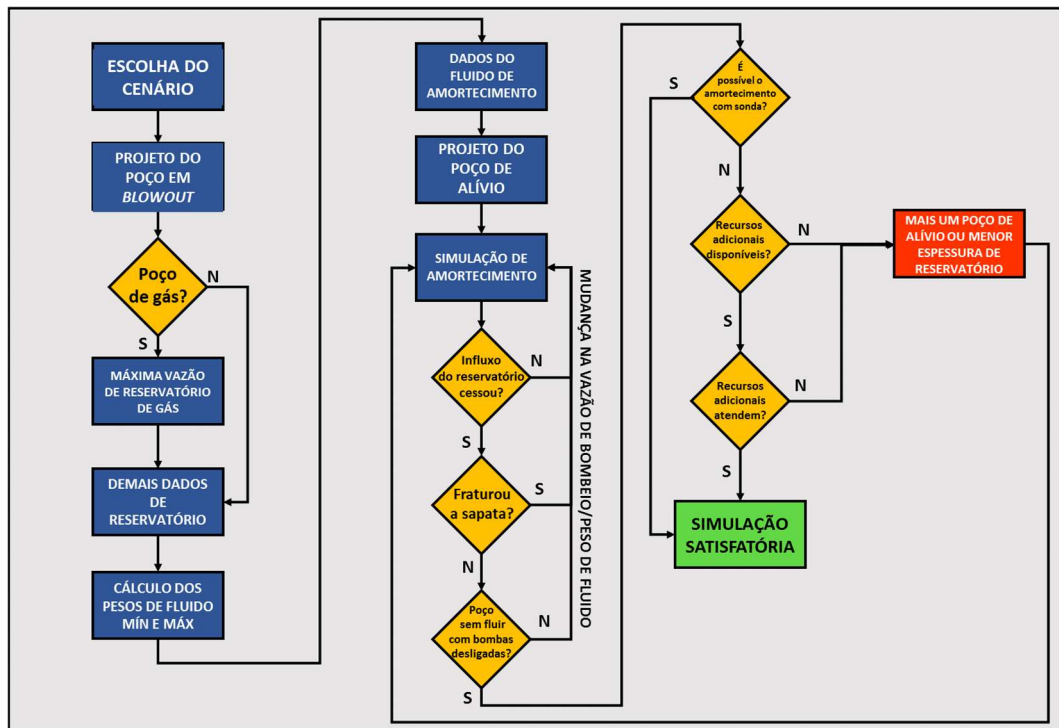 ESCOLHA DO
CENÁRIO
PROJETO DO
POÇO EM
BLOWOUT
Poço
de gás?
N
S
MÁXIMA VAZÃO
DE RESERVATÓRIO
DE GÁS
DEMAIS DADOS
DE
RESERVATÓRIO
CÁLCULO DOS
PESOS DE FLUIDO
MÍN E MÁX
DADOS DO
FLUIDO DE
AMORTECIMENTO
PROJETO DO
POÇO DE
ALÍVIO
SIMULAÇÃO DE
AMORTECIMENTO
Influxo
do reservatório
cessou?
N
S
Fraturou
a sapata?
S
N
Poço
sem fluir
com bombas
desligadas?
N
S
MUDANÇA NA VAZÃO DE BOMBEIO/PESO DE FLUIDO
É
possível o
amortecimento
com sonda?
S
N
Recursos
adicionais
disponíveis?
N
S
MAIS UM POÇO DE
ALÍVIO OU MENOR
ESPESSURA DE
RESERVATÓRIO
Recursos
adicionais
atendem?
N
S
SIMULAÇÃO
SATISFATÓRIA